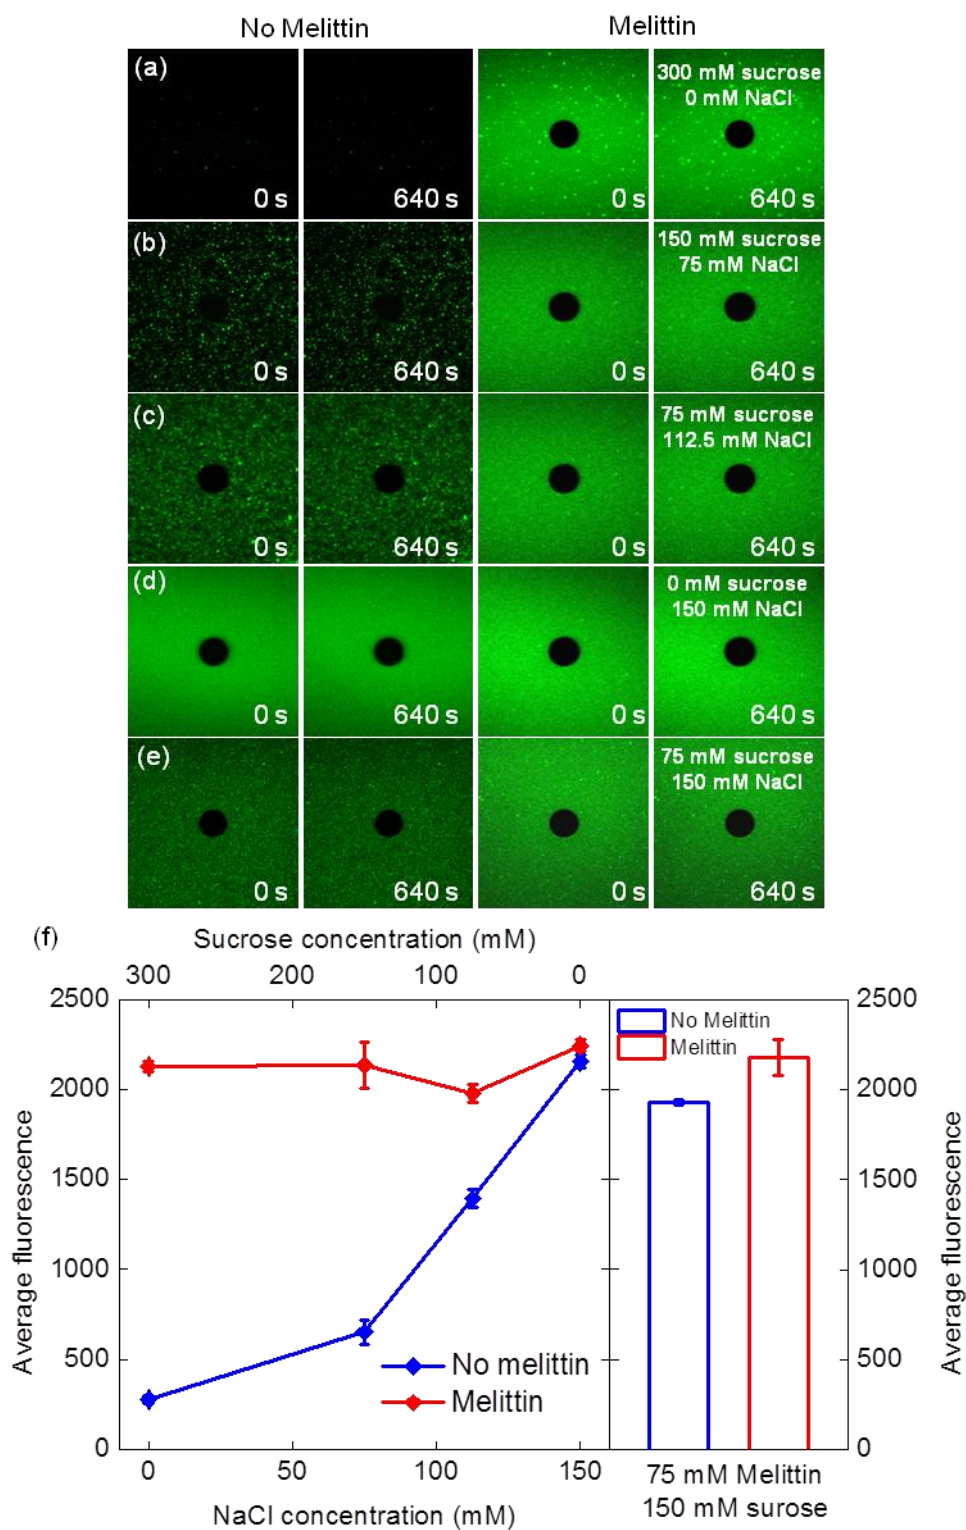 No Melittin
Melittin
(a)
0 s
640 s
0 s
300 mM sucrose
0 mM NaCl
640 s
(b)
0 s
640 s
0 s
150 mM sucrose
75 mM NaCl
640 s
(c)
0 s
640 s
0 s
75 mM sucrose
112.5 mM NaCl
640 s
(d)
0 s
640 s
0 s
0 mM sucrose
150 mM NaCl
640 s
(e)
0 s
640 s
0 s
75 mM sucrose
150 mM NaCl
640 s
(f)
Sucrose concentration (mM)
300 200 100 0
2500
2000
1500
1000
500
0
Average fluorescence
No melittin
Melittin
0 50 100 150
NaCl concentration (mM)
No Melittin
Melittin
2500
2000
1500
1000
500
0
Average fluorescence
75 mM Melittin
150 mM surose